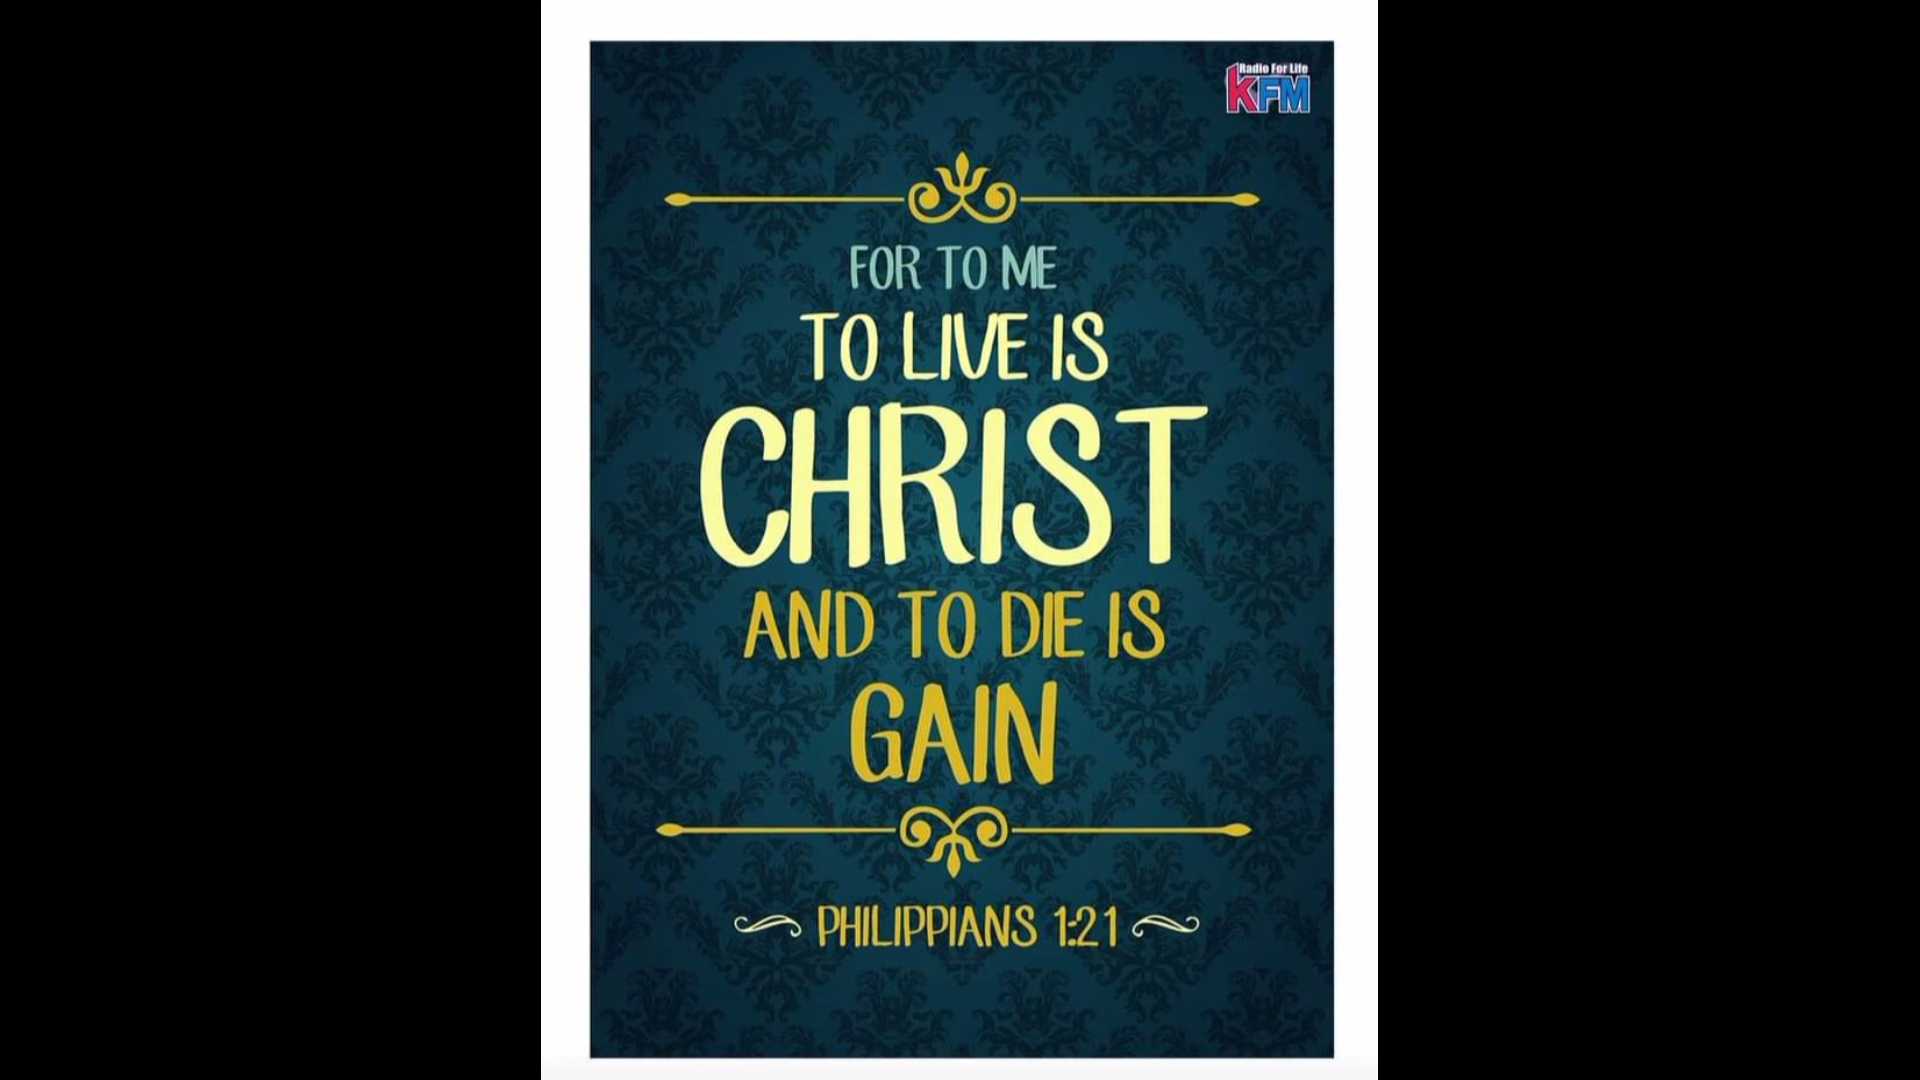 Radio For Life
KFM
FOR TO ME
TO LIVE IS
CHRIST
AND TO DIE IS
GAIN
PHILIPPIANS 1:21